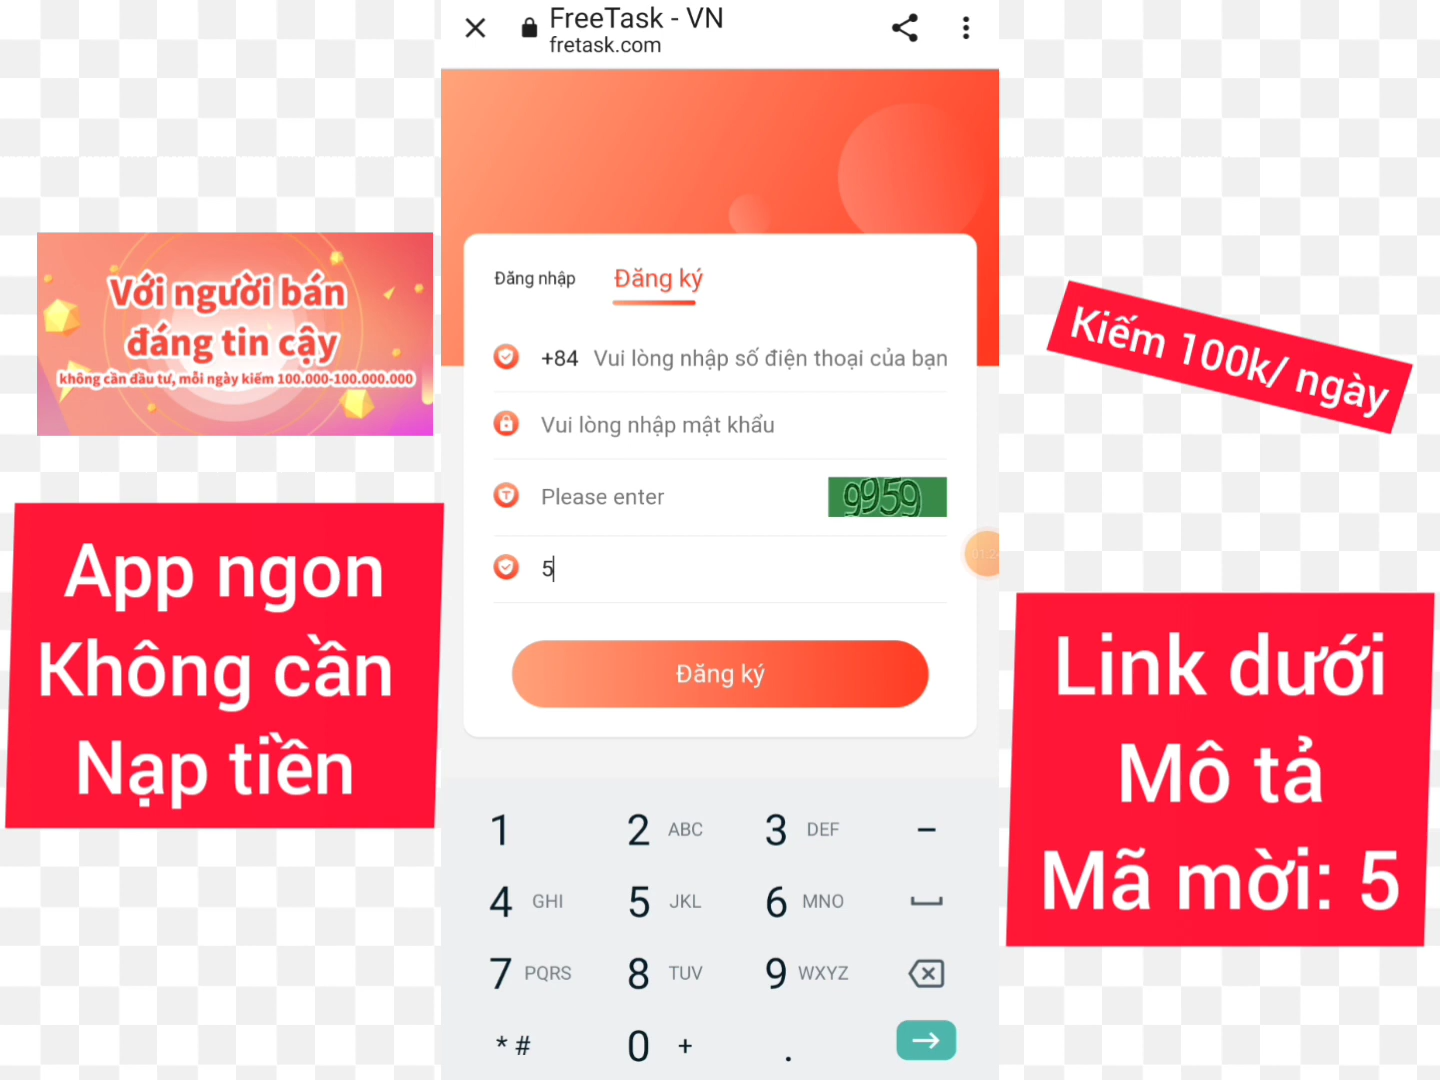 FreeTask - VN
fretask.com
Với người bán
đáng tin cậy
không cần đầu tư, mỗi ngày kiếm 100.000-100.000.000
App ngon
Không cần
Nạp tiền
Đăng nhập
Đăng ký
+84 Vui lòng nhập số điện thoại của bạn
Vui lòng nhập mật khẩu
Please enter
9959
5
Đăng ký
1
2 ABC
3 DEF
–
4 GHI
5 JKL
6 MNO
7 PQRS
8 TUV
9 WXYZ
* #
0 +
.
Kiếm 100k/ ngày
Link dưới
Mô tả
Mã mời: 5